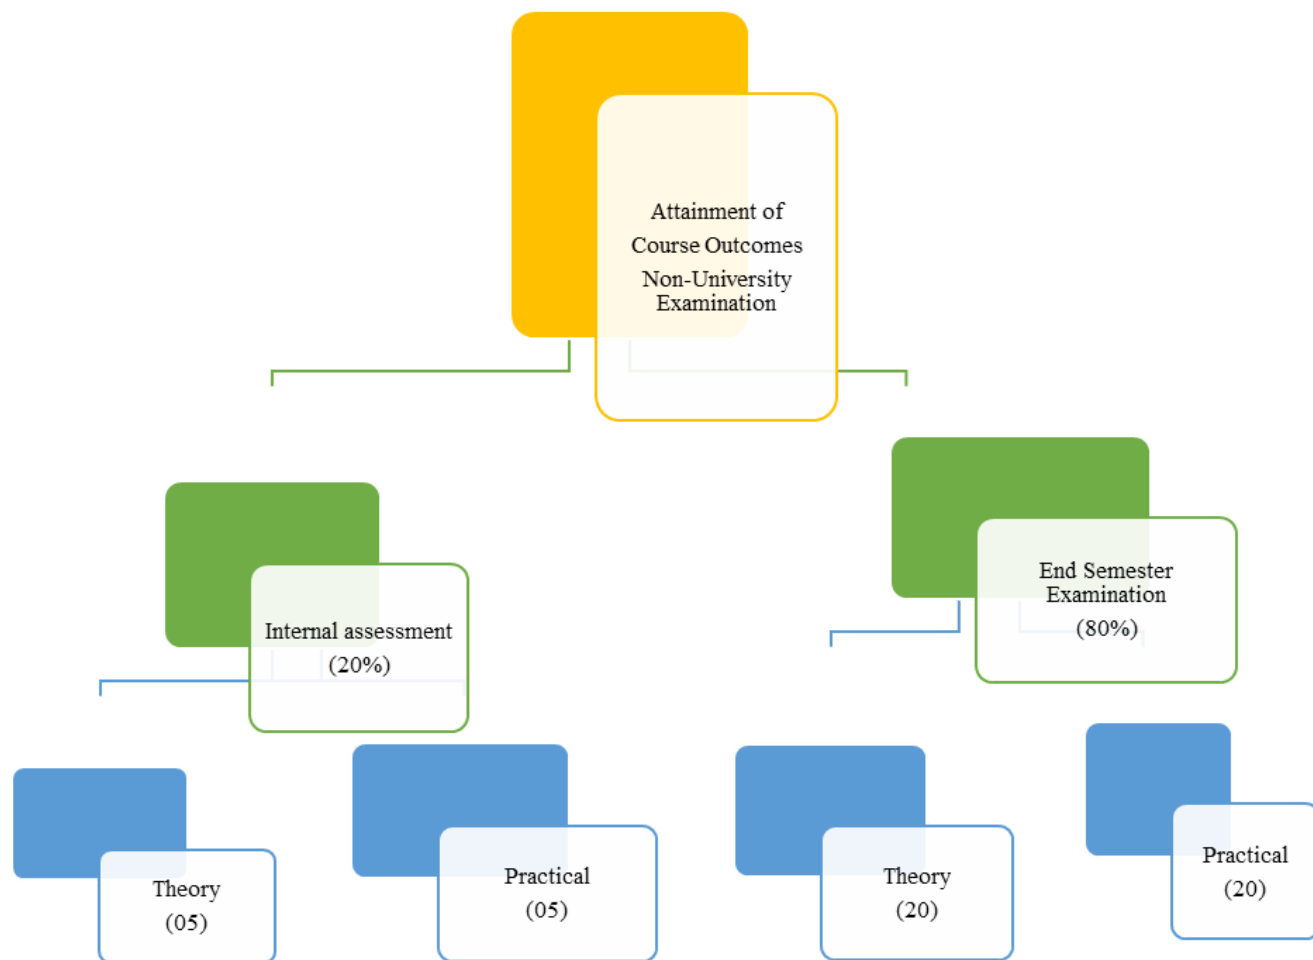 Attainment of
Course Outcomes
Non-University
Examination
Internal assessment
(20%)
End Semester
Examination
(80%)
Theory
(05)
Practical
(05)
Theory
(20)
Practical
(20)